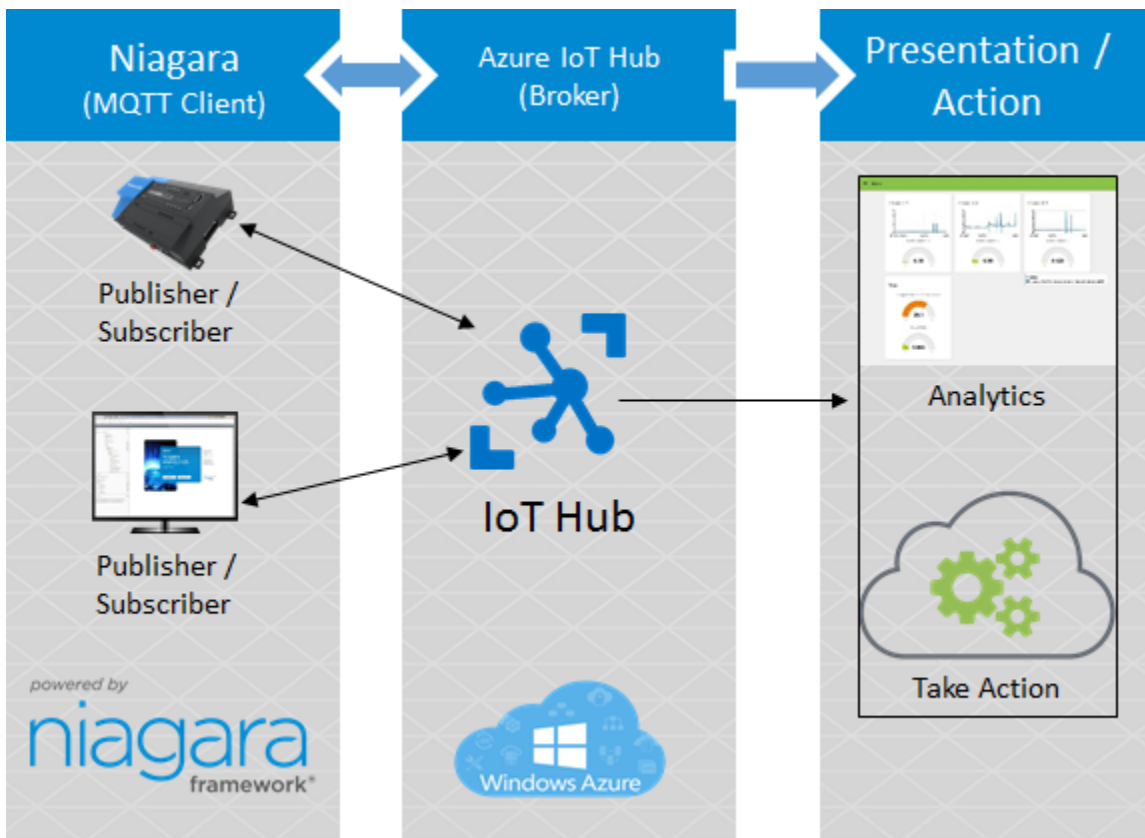 Niagara
(MQTT Client)
Azure IoT Hub
(Broker)
Presentation /
Action
Publisher /
Subscriber
Publisher /
Subscriber
powered by
niagara
framework®
IoT Hub
Windows Azure
Analytics
Take Action